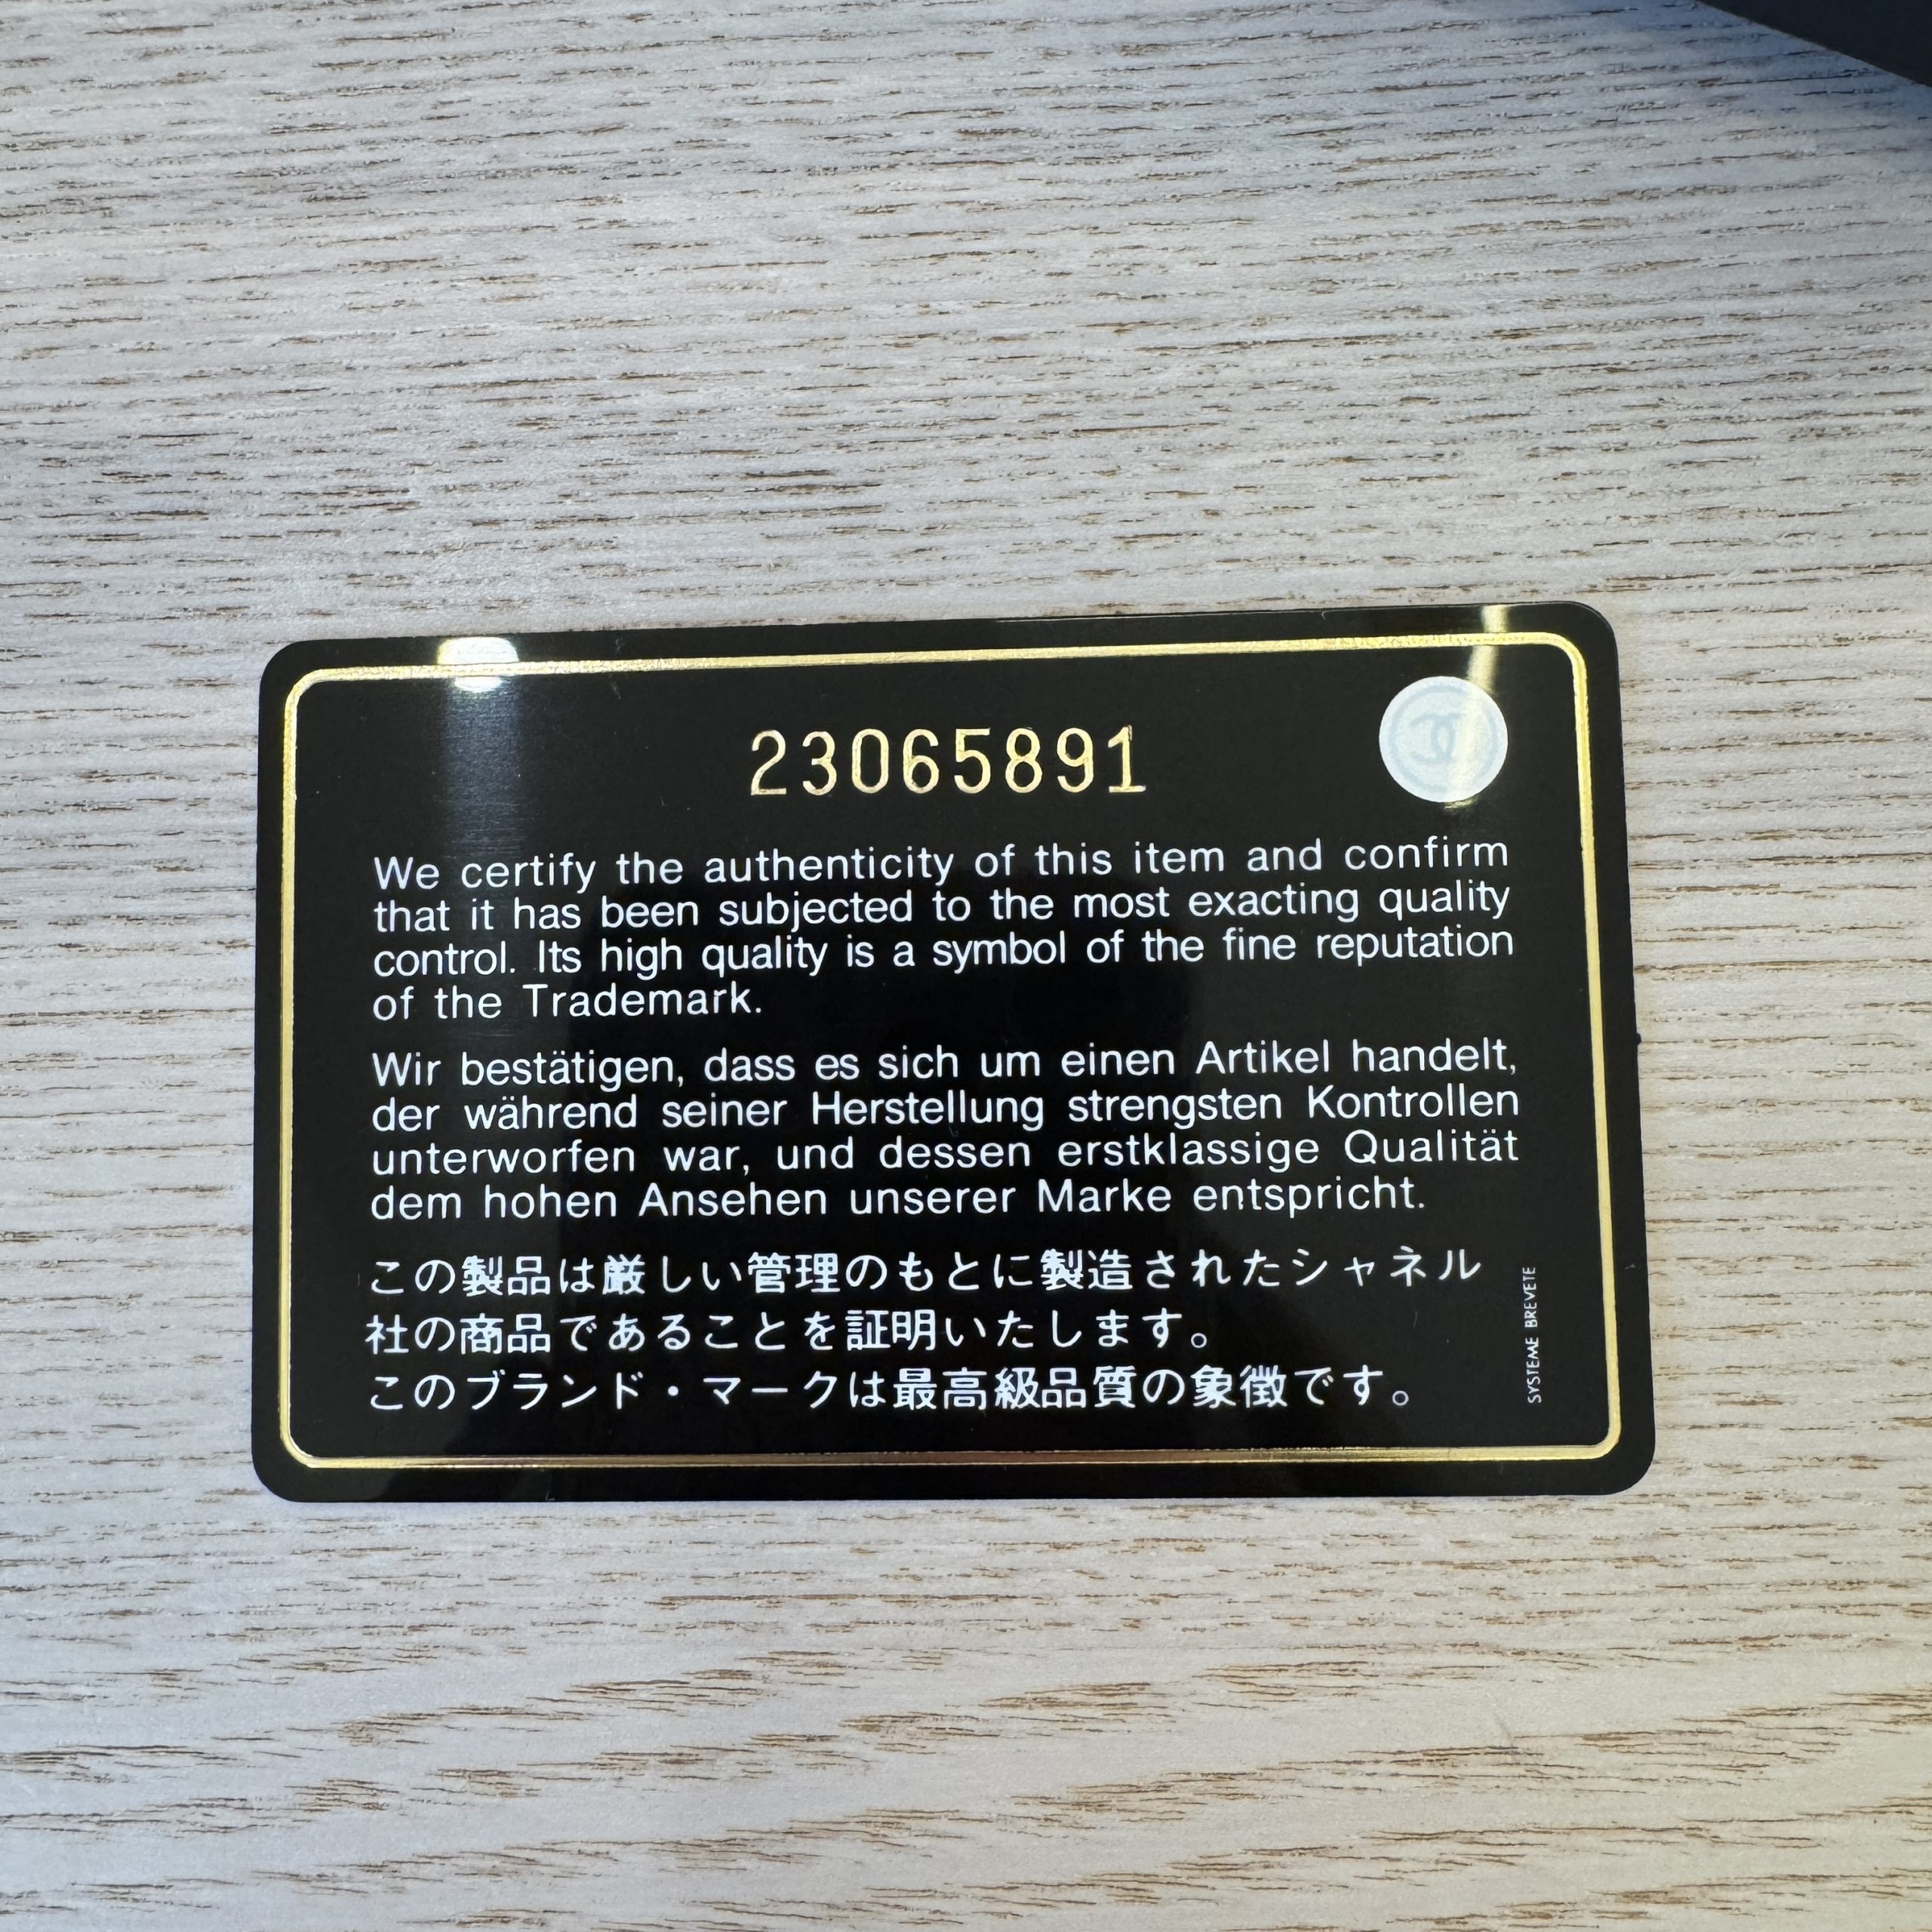 23065891
We certify the authenticity of this item and confirm
that it has been subjected to the most exacting quality
control. Its high quality is a symbol of the fine reputation
of the Trademark.
Wir bestätigen, dass es sich um einen Artikel handelt,
der während seiner Herstellung strengsten Kontrollen
unterworfen war, und dessen erstklassige Qualität
dem hohen Ansehen unserer Marke entspricht.
この製品は厳しい管理のもとに製造されたシャネル
社の商品であることを証明いたします。
このブランド・マークは最高級品質の象徴です。
SYSTEME BREVETE